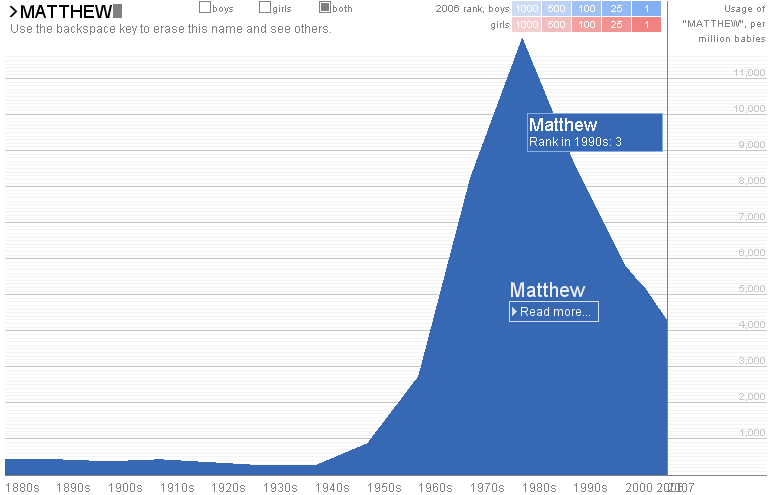 >MATTHEW
boys girls both
Use the backspace key to erase this name and see others.
2006 rank, boys 1000 500 100 25 1
girls 1000 500 100 25 1
Usage of
"MATTHEW", per
million babies
11,000
10,000
9,000
8,000
7,000
6,000
5,000
4,000
3,000
2,000
1,000
Matthew
Rank in 1990s: 3
Matthew
Read more...
1880s 1890s 1900s 1910s 1920s 1930s 1940s 1950s 1960s 1970s 1980s 1990s 2000 2007